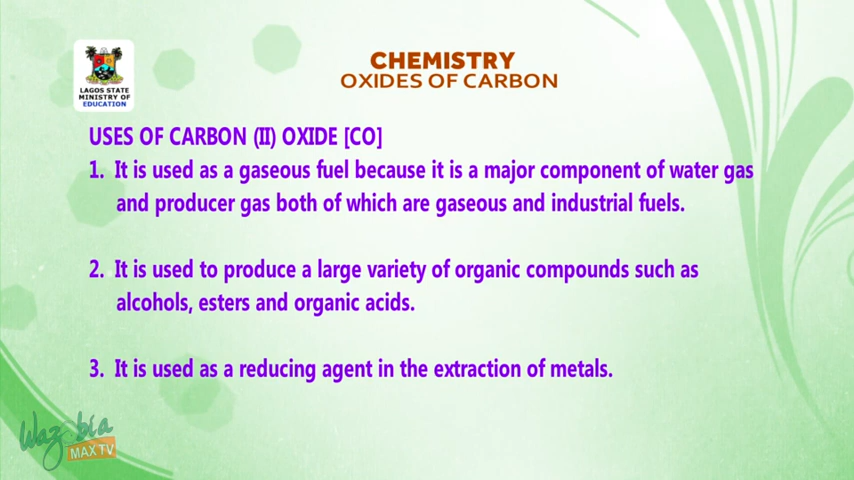 CHEMISTRY
OXIDES OF CARBON
LAGOS STATE
MINISTRY OF
EDUCATION
USES OF CARBON (II) OXIDE [CO]
1. It is used as a gaseous fuel because it is a major component of water gas
and producer gas both of which are gaseous and industrial fuels.
2. It is used to produce a large variety of organic compounds such as
alcohols, esters and organic acids.
3. It is used as a reducing agent in the extraction of metals.
Wazobia
MAX TV